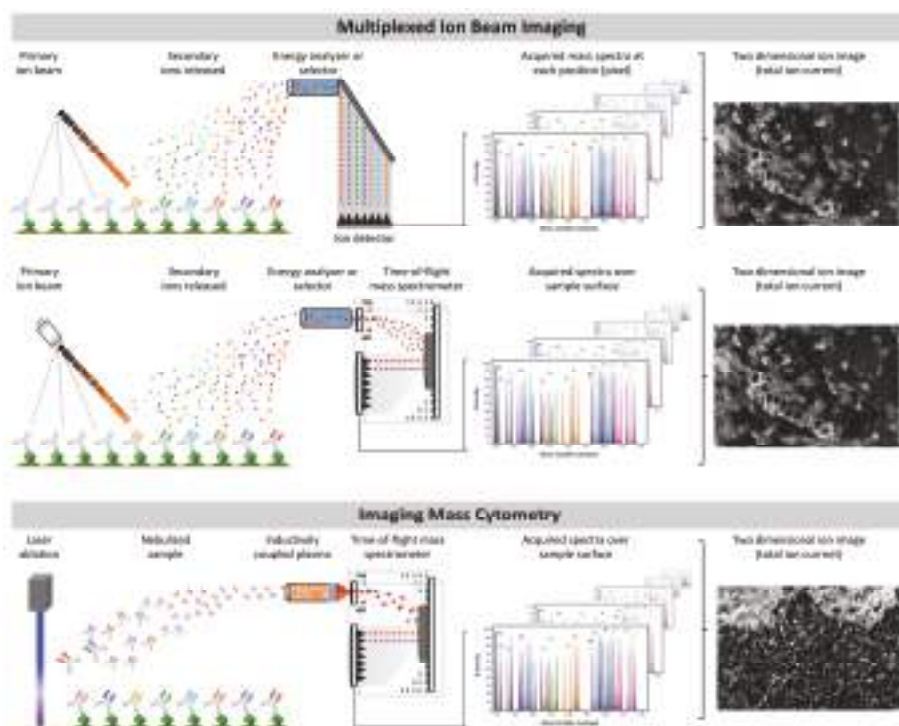 Multiplexed Ion Beam Imaging
Primary
ion beam
Secondary
ions released
Energy analyzer or
selector
Acquired mass spectra at
each position (pixel)
Two dimensional ion image
(total ion current)
Ion detector
Primary
ion beam
Secondary
ions released
Energy analyzer or
selector
Time-of-flight
mass spectrometer
Acquired spectra over
sample surface
Two dimensional ion image
(total ion current)
Imaging Mass Cytometry
Laser
ablation
Nebulized
sample
Inductively
coupled plasma
Time-of-flight mass
spectrometer
Acquired spectra over
sample surface
Two dimensional ion image
(total ion current)